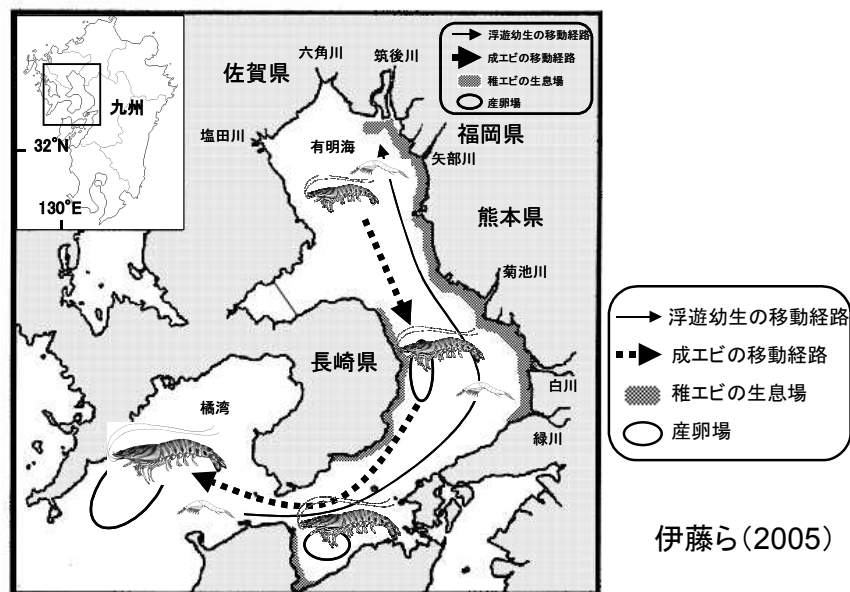 浮遊幼生の移動経路
成エビの移動経路
稚エビの生息場
産卵場
六角川
筑後川
佐賀県
九州
福岡県
塩田川
有明海
矢部川
32°N
130°E
熊本県
菊池川
長崎県
白川
橘湾
緑川
浮遊幼生の移動経路
成エビの移動経路
稚エビの生息場
産卵場
伊藤ら(2005)